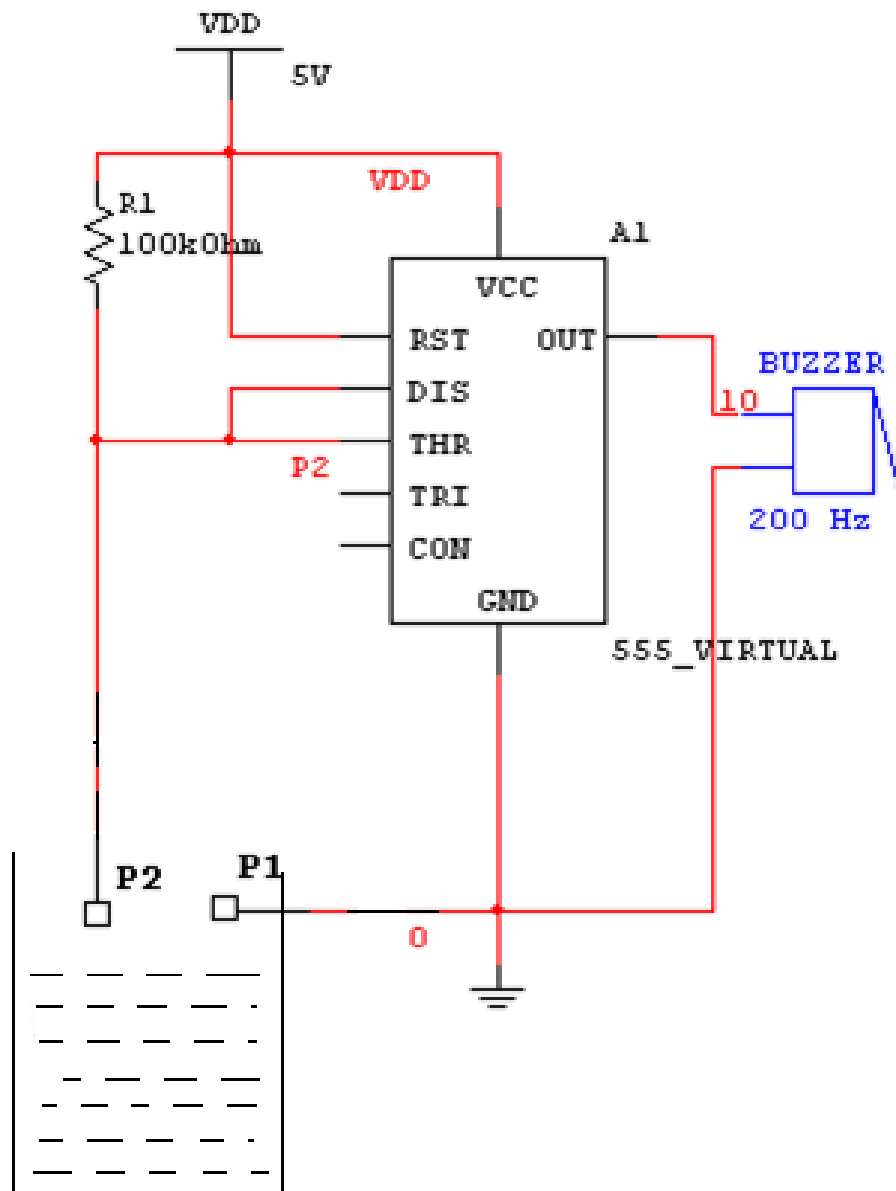 VDD
5V
VDD
R1
100kOhm
A1
VCC
RST OUT
DIS
THR
TRI
CON
GND
P2
BUZZER
10
200 Hz
555_VIRTUAL
P2
P1
0